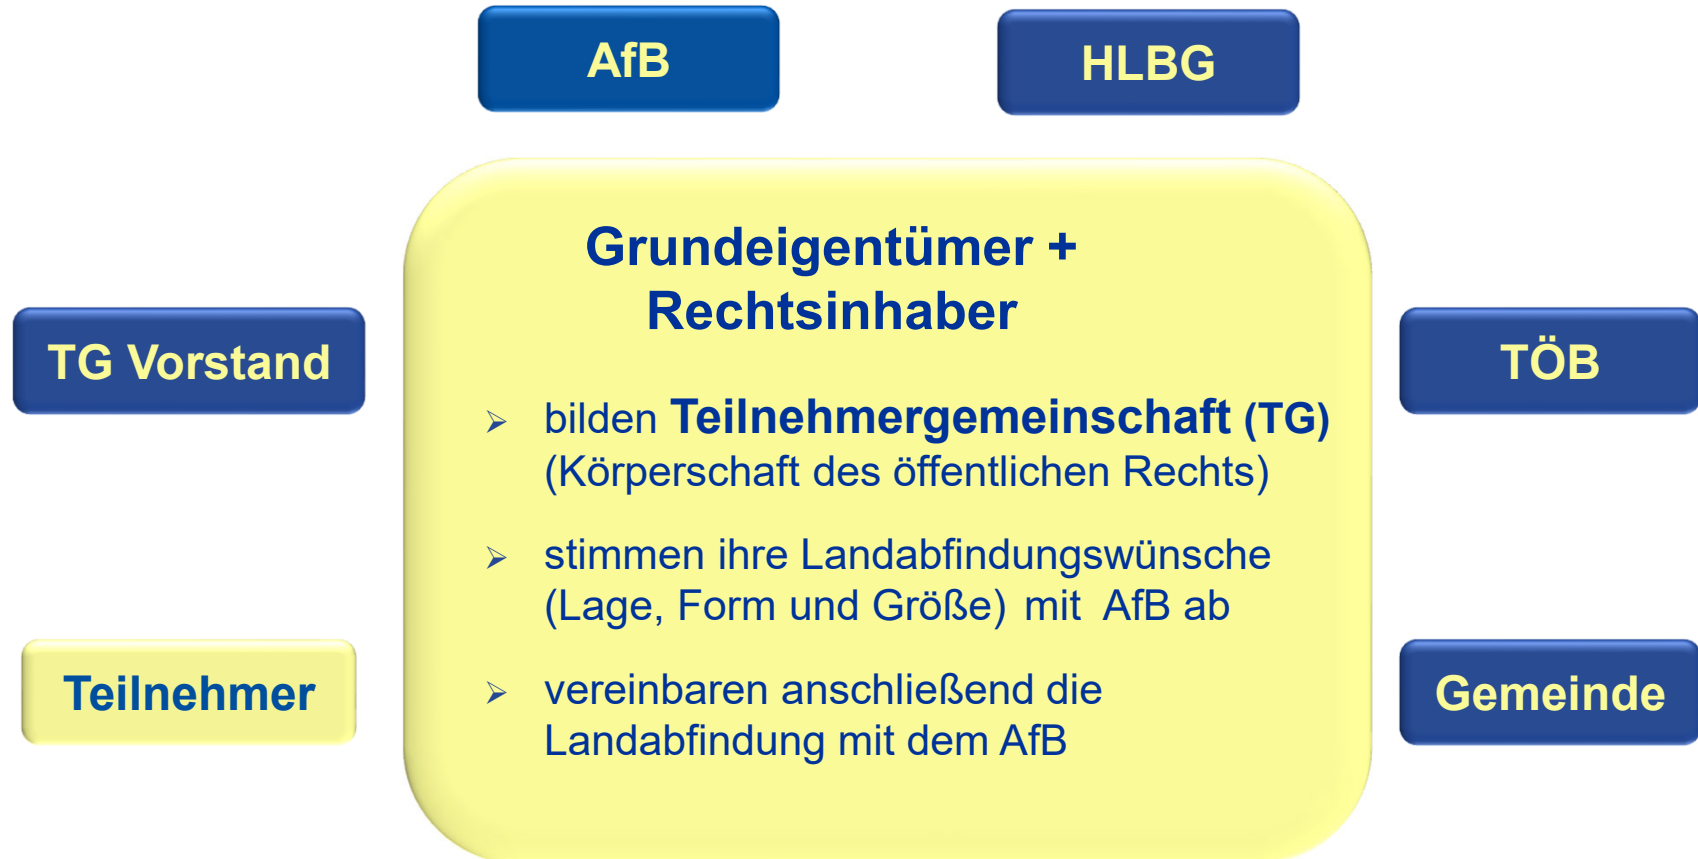 AfB
HLBG
Grundeigentümer +
Rechtsinhaber
TG Vorstand
TÖB
➢ bilden Teilnehmergemeinschaft (TG)
(Körperschaft des öffentlichen Rechts)
➢ stimmen ihre Landabfindungswünsche
(Lage, Form und Größe) mit AfB ab
Teilnehmer
Gemeinde
➢ vereinbaren anschließend die
Landabfindung mit dem AfB